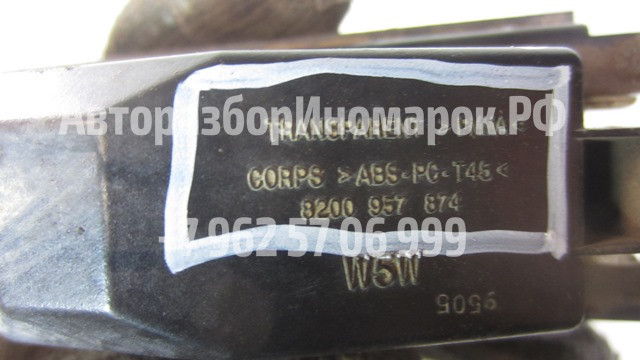 АвторазборИномарок.РФ
TRANSPARENT
CORPS >ABS-PC-T45<
8200 957 874
+7 962 57 06 999
W5W
9505